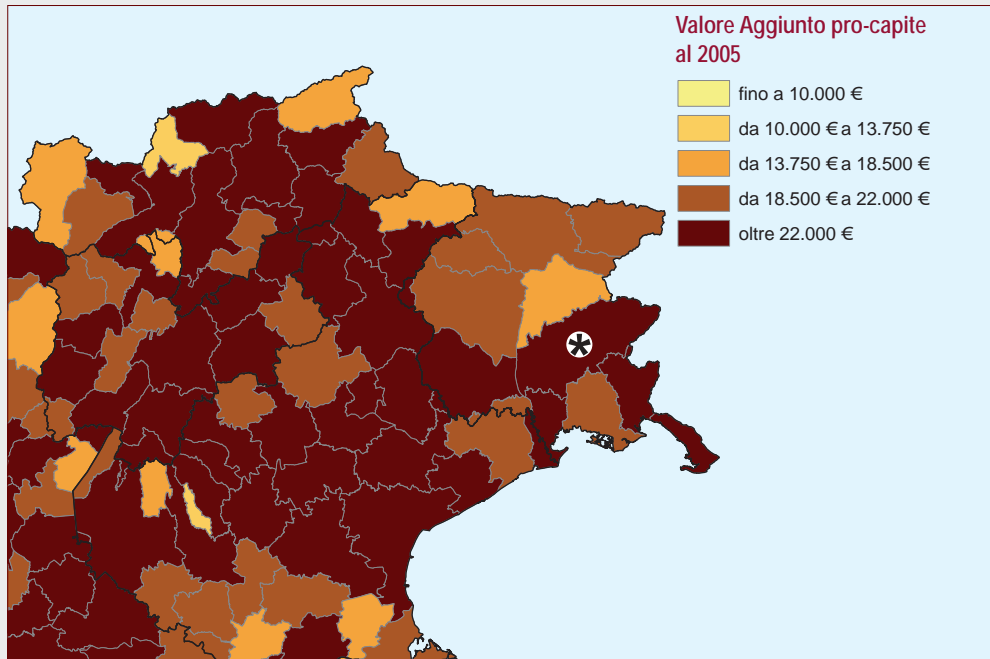 Valore Aggiunto pro-capite
al 2005
fino a 10.000 €
da 10.000 € a 13.750 €
da 13.750 € a 18.500 €
da 18.500 € a 22.000 €
oltre 22.000 €